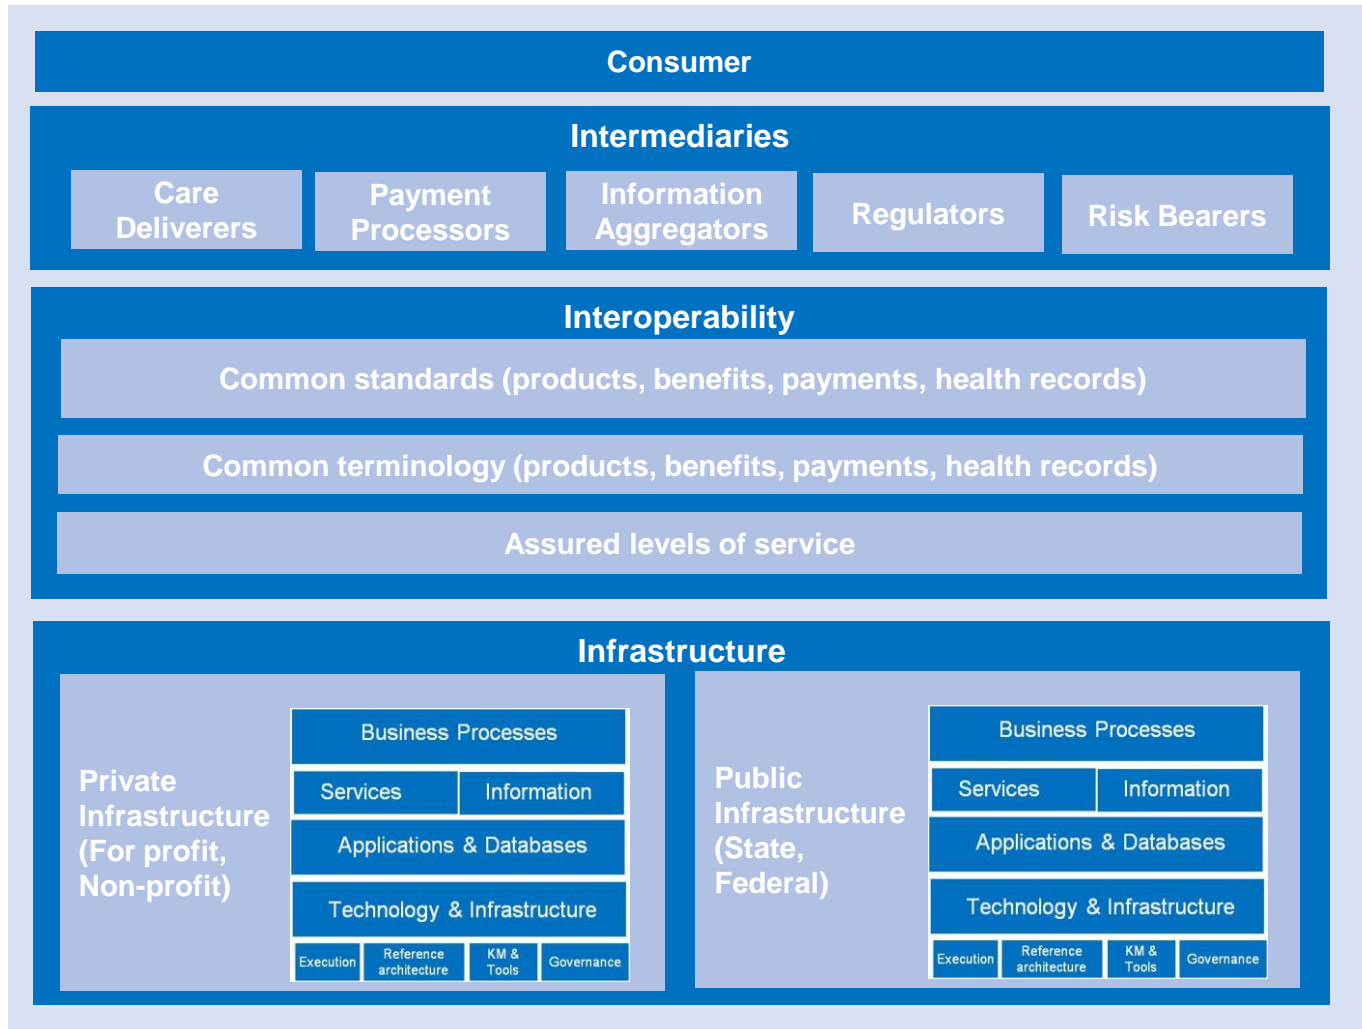 Consumer
Intermediaries
Care
Deliverers
Payment
Processors
Information
Aggregators
Regulators
Risk Bearers
Interoperability
Common standards (products, benefits, payments, health records)
Common terminology (products, benefits, payments, health records)
Assured levels of service
Infrastructure
Private
Infrastructure
(For profit,
Non-profit)
Business Processes
Services
Information
Applications & Databases
Technology & Infrastructure
Execution
Reference
architecture
KM &
Tools
Governance
Public
Infrastructure
(State,
Federal)
Business Processes
Services
Information
Applications & Databases
Technology & Infrastructure
Execution
Reference
architecture
KM &
Tools
Governance